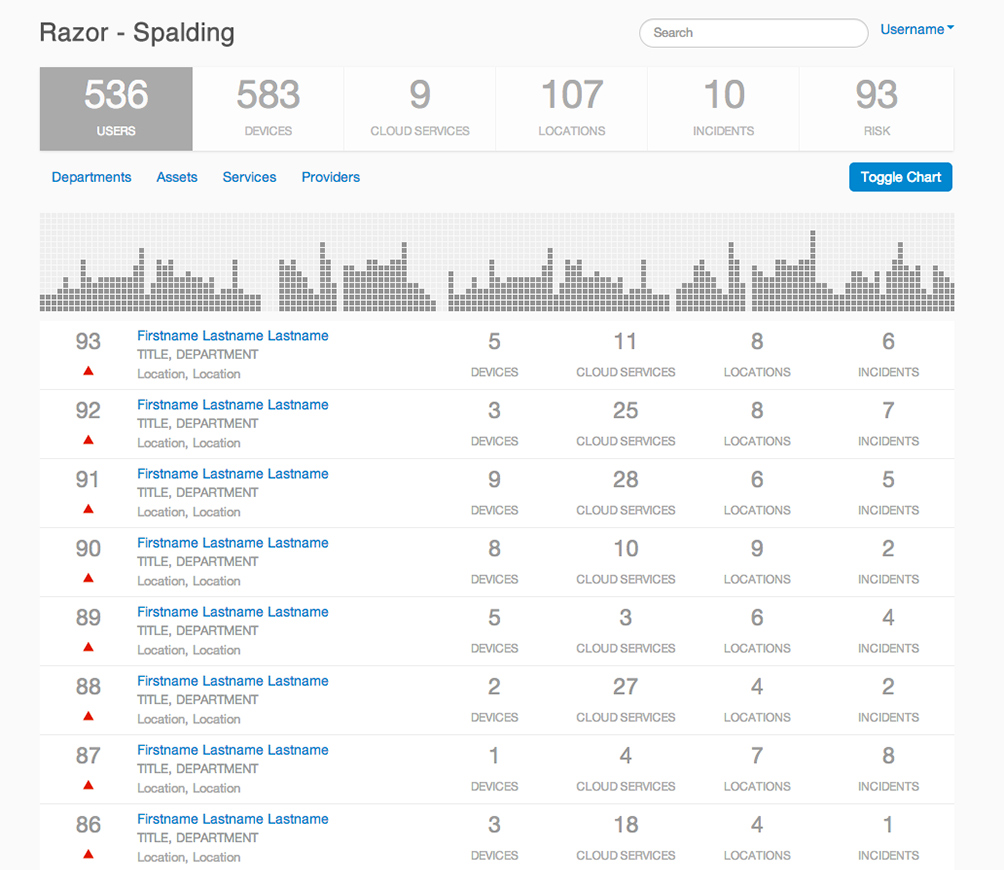 Razor - Spalding
Search
Username
536 583 9 107 10 93
USERS DEVICES CLOUD SERVICES LOCATIONS INCIDENTS RISK
Departments Assets Services Providers Toggle Chart
93 Firstname Lastname Lastname 5 11 8 6
TITLE, DEPARTMENT
Location, Location DEVICES CLOUD SERVICES LOCATIONS INCIDENTS
92 Firstname Lastname Lastname 3 25 8 7
TITLE, DEPARTMENT
Location, Location DEVICES CLOUD SERVICES LOCATIONS INCIDENTS
91 Firstname Lastname Lastname 9 28 6 5
TITLE, DEPARTMENT
Location, Location DEVICES CLOUD SERVICES LOCATIONS INCIDENTS
90 Firstname Lastname Lastname 8 10 9 2
TITLE, DEPARTMENT
Location, Location DEVICES CLOUD SERVICES LOCATIONS INCIDENTS
89 Firstname Lastname Lastname 5 3 6 4
TITLE, DEPARTMENT
Location, Location DEVICES CLOUD SERVICES LOCATIONS INCIDENTS
88 Firstname Lastname Lastname 2 27 4 2
TITLE, DEPARTMENT
Location, Location DEVICES CLOUD SERVICES LOCATIONS INCIDENTS
87 Firstname Lastname Lastname 1 4 7 8
TITLE, DEPARTMENT
Location, Location DEVICES CLOUD SERVICES LOCATIONS INCIDENTS
86 Firstname Lastname Lastname 3 18 4 1
TITLE, DEPARTMENT
Location, Location DEVICES CLOUD SERVICES LOCATIONS INCIDENTS